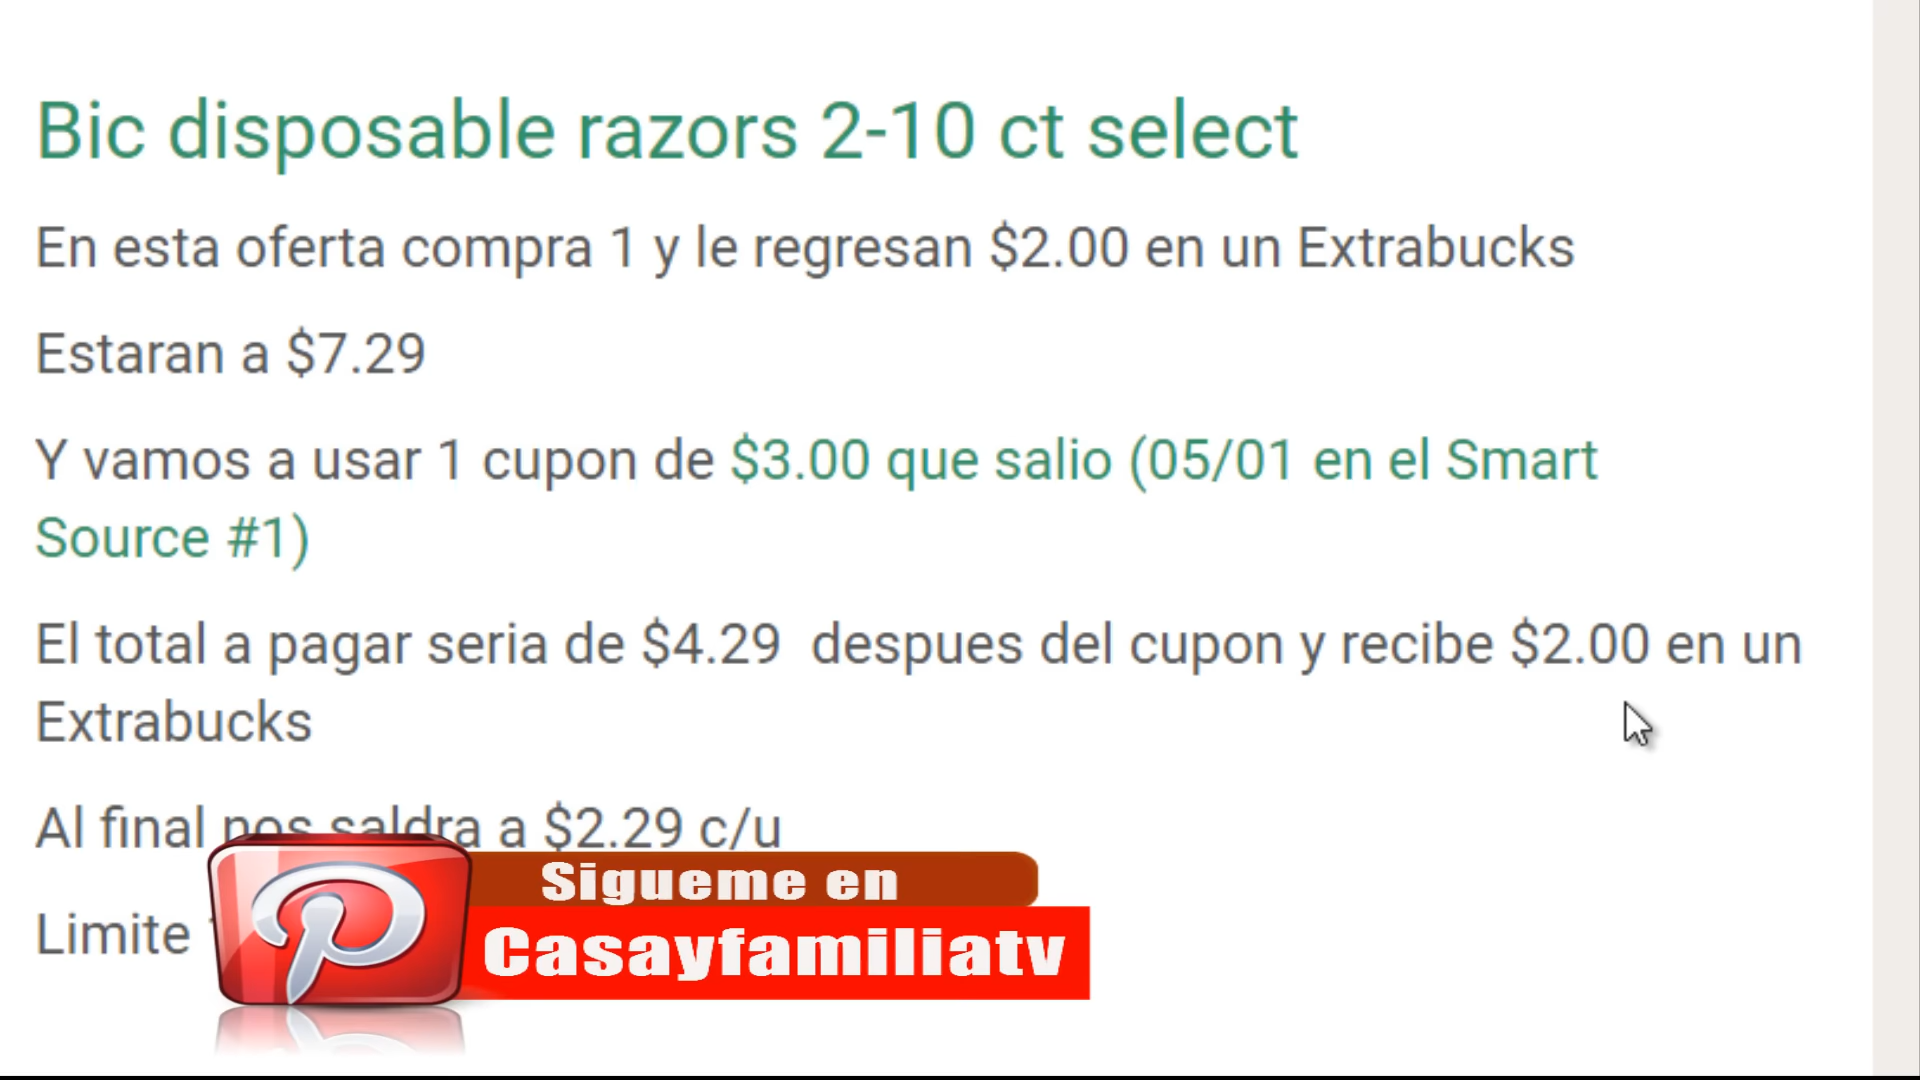 Bic disposable razors 2-10 ct select
En esta oferta compra 1 y le regresan $2.00 en un Extrabucks
Estaran a $7.29
Y vamos a usar 1 cupon de $3.00 que salio (05/01 en el Smart
Source #1)
El total a pagar seria de $4.29 despues del cupon y recibe $2.00 en un
Extrabucks
Al final nos saldra a $2.29 c/u
Limite
Sigueme en
Casayfamiliatv